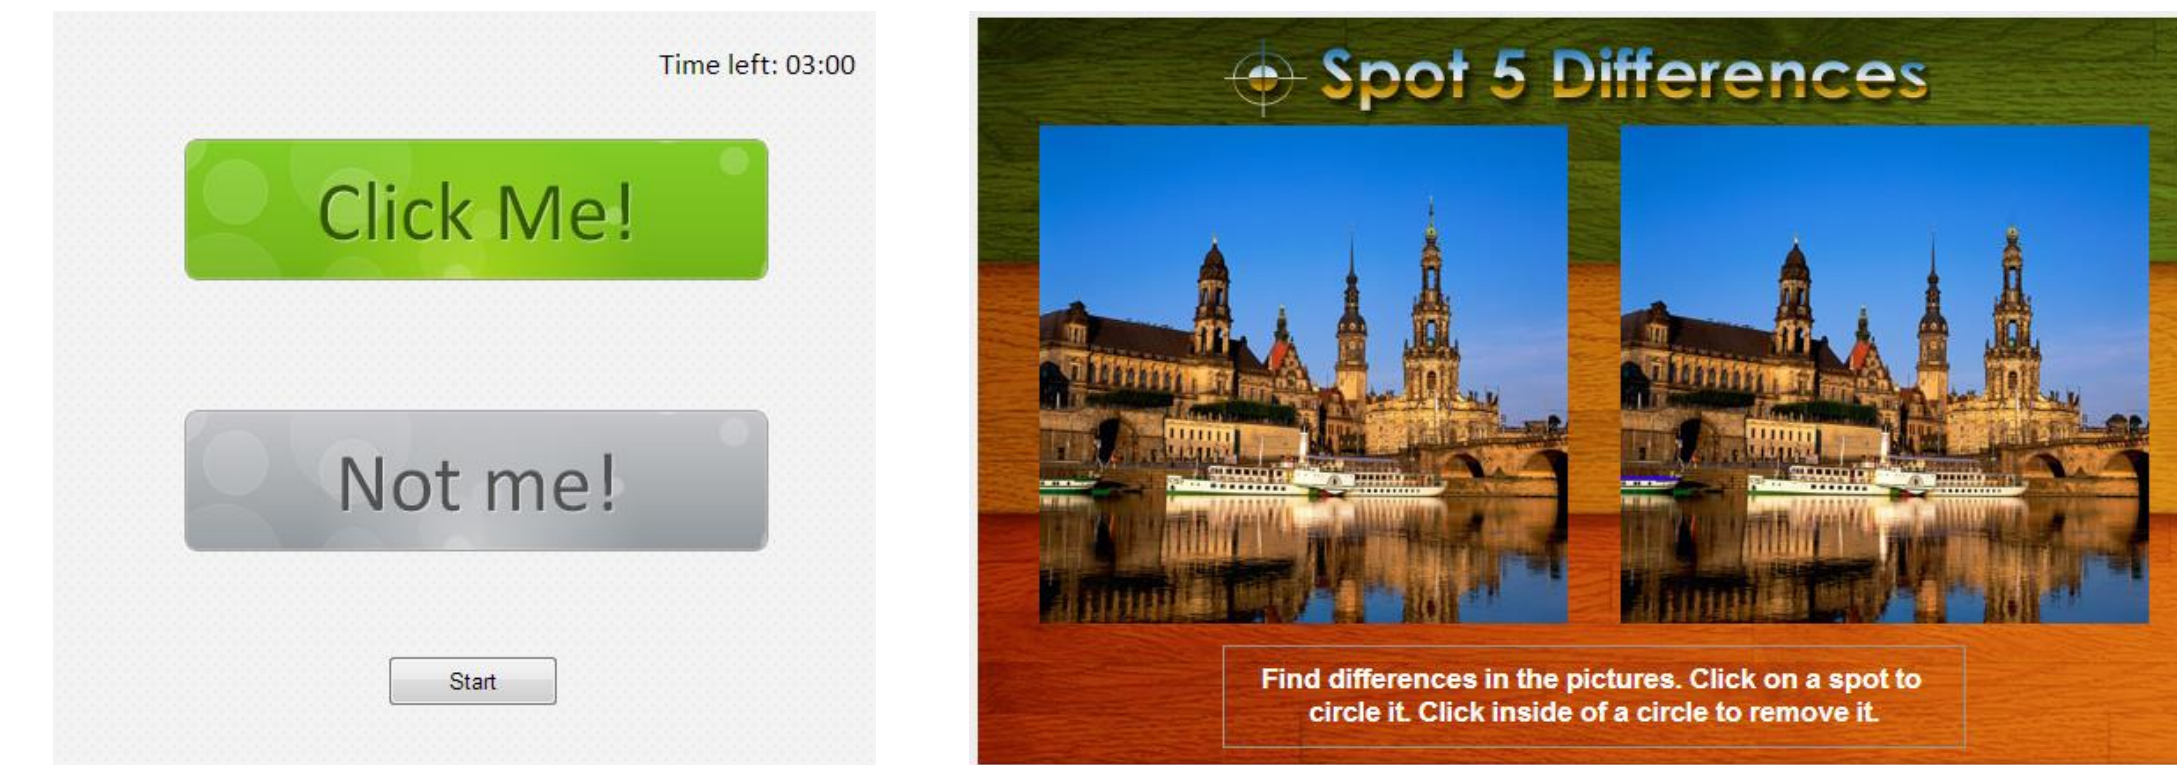 Time left: 03:00
Click Me!
Not me!
Start
Spot 5 Differences
Find differences in the pictures. Click on a spot to
circle it. Click inside of a circle to remove it.